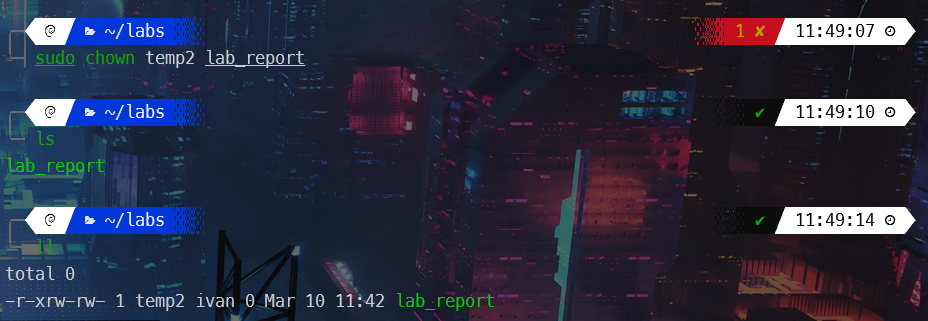 ~/labs 1 ✘ 11:49:07
sudo chown temp2 lab_report
~/labs ✔ 11:49:10
ls
lab_report
~/labs ✔ 11:49:14
ll
total 0
-r-xrw-rw- 1 temp2 ivan 0 Mar 10 11:42 lab_report